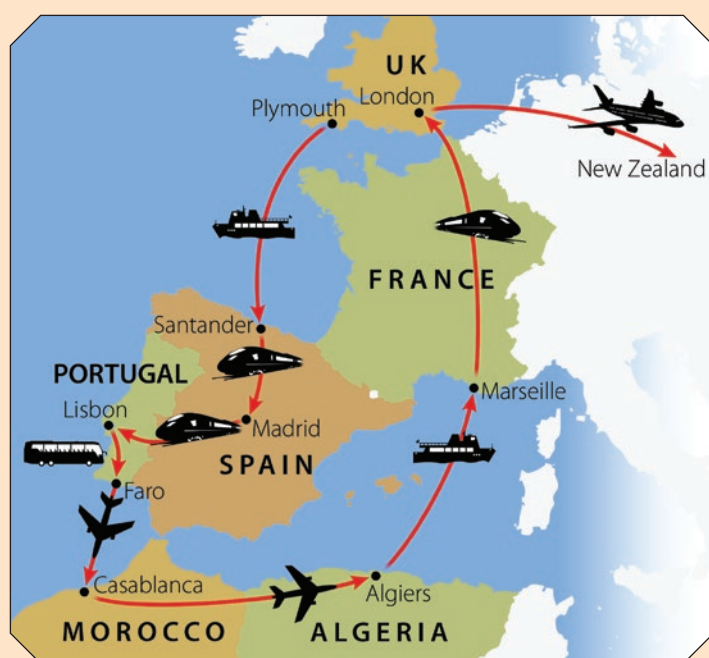 UK
London
Plymouth
New Zealand
FRANCE
Santander
PORTUGAL
Marseille
Lisbon
Madrid
SPAIN
Faro
Casablanca
Algiers
MOROCCO
ALGERIA